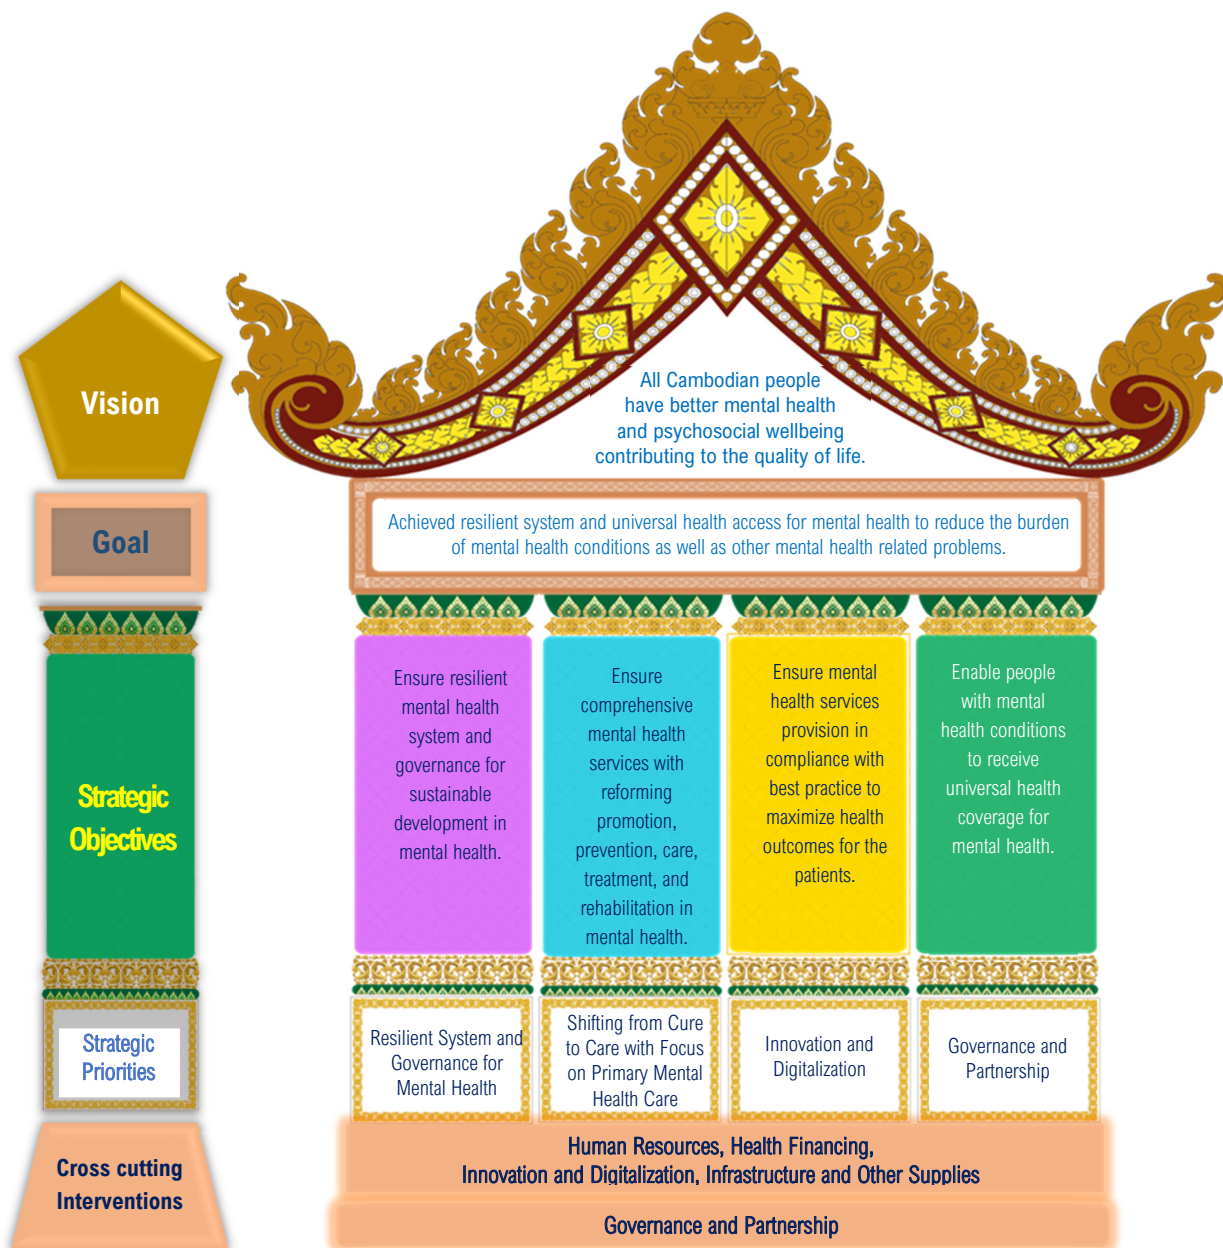 Vision
All Cambodian people
have better mental health
and psychosocial wellbeing
contributing to the quality of life.
Goal
Achieved resilient system and universal health access for mental health to reduce the burden
of mental health conditions as well as other mental health related problems.
Strategic
Objectives
Ensure resilient
mental health
system and
governance for
sustainable
development in
mental health.
Ensure
comprehensive
mental health
services with
reforming
promotion,
prevention, care,
treatment, and
rehabilitation in
mental health.
Ensure mental
health services
provision in
compliance with
best practice to
maximize health
outcomes for the
patients.
Enable people
with mental
health conditions
to receive
universal health
coverage for
mental health.
Strategic
Priorities
Resilient System and
Governance for
Mental Health
Shifting from Cure
to Care with Focus
on Primary Mental
Health Care
Innovation and
Digitalization
Governance and
Partnership
Cross cutting
Interventions
Human Resources, Health Financing,
Innovation and Digitalization, Infrastructure and Other Supplies
Governance and Partnership